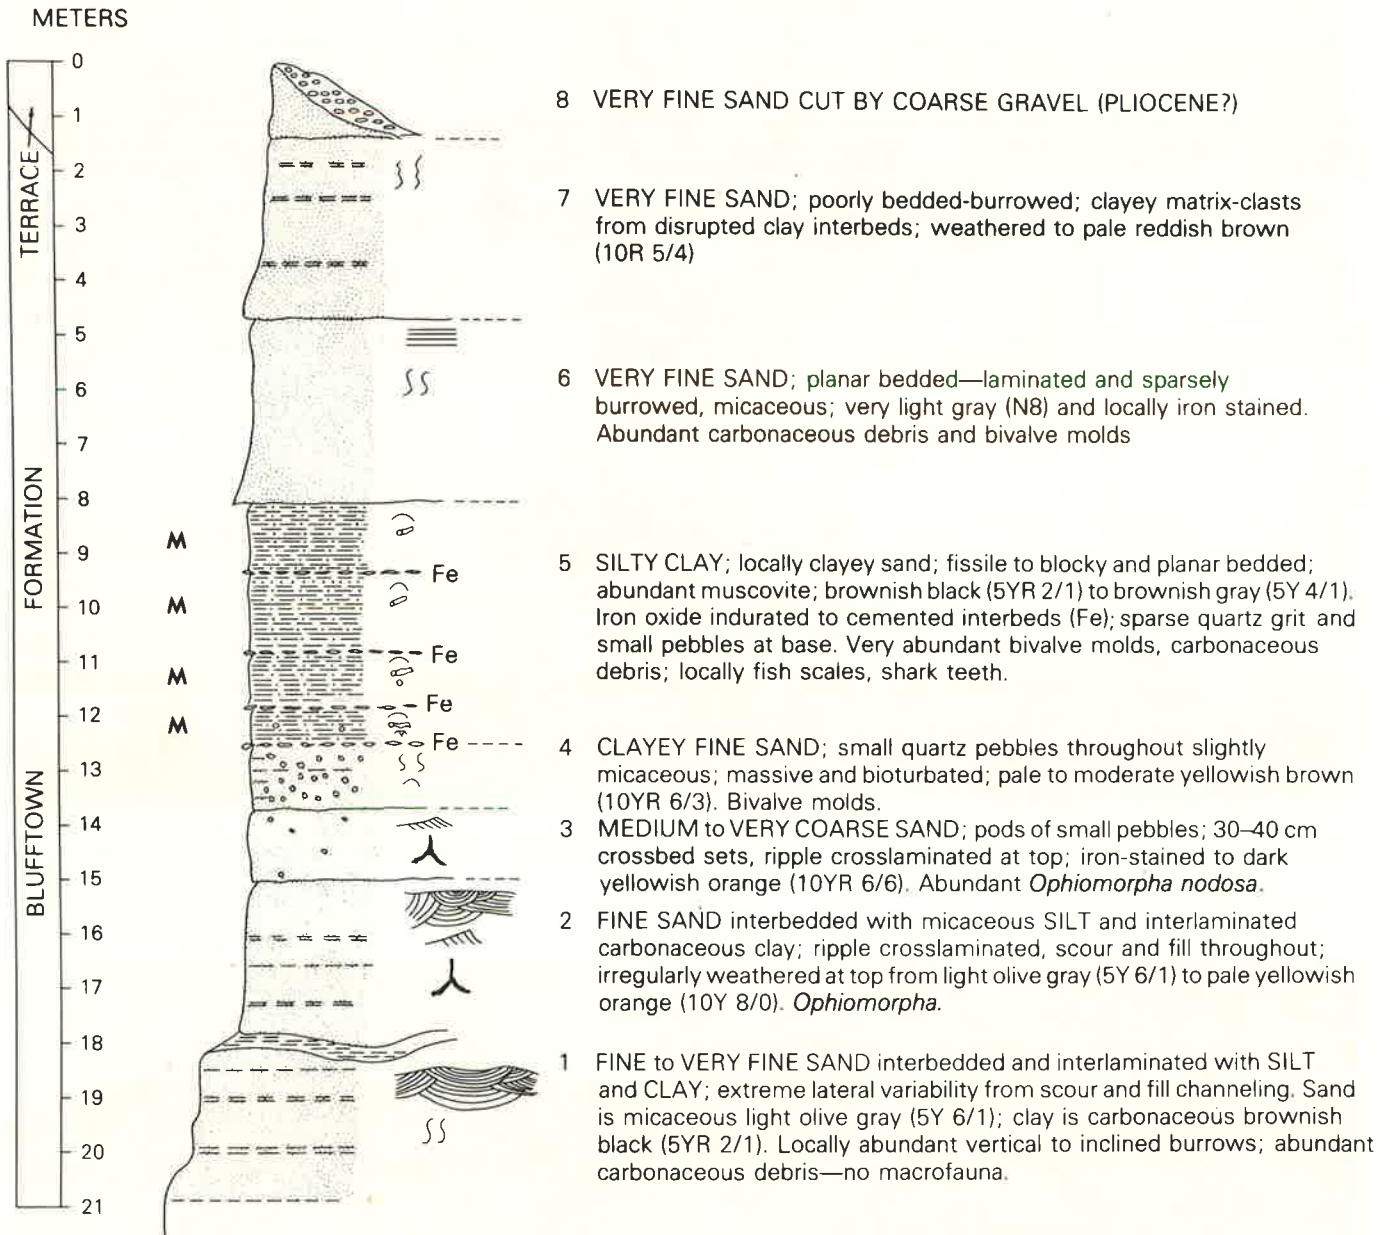 METERS
0
1
2
3
4
5
6
7
8
9
10
11
12
13
14
15
16
17
18
19
20
21
TERRACE
BLUFFTOWN FORMATION
M
M
M
M
Fe
Fe
Fe
Fe
8 VERY FINE SAND CUT BY COARSE GRAVEL (PLIOCENE?)
7 VERY FINE SAND; poorly bedded-burrowed; clayey matrix-clasts
from disrupted clay interbeds; weathered to pale reddish brown
(10R 5/4)
6 VERY FINE SAND; planar bedded—laminated and sparsely
burrowed, micaceous; very light gray (N8) and locally iron stained.
Abundant carbonaceous debris and bivalve molds
5 SILTY CLAY; locally clayey sand; fissile to blocky and planar bedded;
abundant muscovite; brownish black (5YR 2/1) to brownish gray (5Y 4/1).
Iron oxide indurated to cemented interbeds (Fe); sparse quartz grit and
small pebbles at base. Very abundant bivalve molds, carbonaceous
debris; locally fish scales, shark teeth.
4 CLAYEY FINE SAND; small quartz pebbles throughout slightly
micaceous; massive and bioturbated; pale to moderate yellowish brown
(10YR 6/3). Bivalve molds.
3 MEDIUM to VERY COARSE SAND; pods of small pebbles; 30–40 cm
crossbed sets, ripple crosslaminated at top; iron-stained to dark
yellowish orange (10YR 6/6). Abundant Ophiomorpha nodosa.
2 FINE SAND interbedded with micaceous SILT and interlaminated
carbonaceous clay; ripple crosslaminated, scour and fill throughout;
irregularly weathered at top from light olive gray (5Y 6/1) to pale yellowish
orange (10Y 8/0). Ophiomorpha.
1 FINE to VERY FINE SAND interbedded and interlaminated with SILT
and CLAY; extreme lateral variability from scour and fill channeling. Sand
is micaceous light olive gray (5Y 6/1); clay is carbonaceous brownish
black (5YR 2/1). Locally abundant vertical to inclined burrows; abundant
carbonaceous debris—no macrofauna.